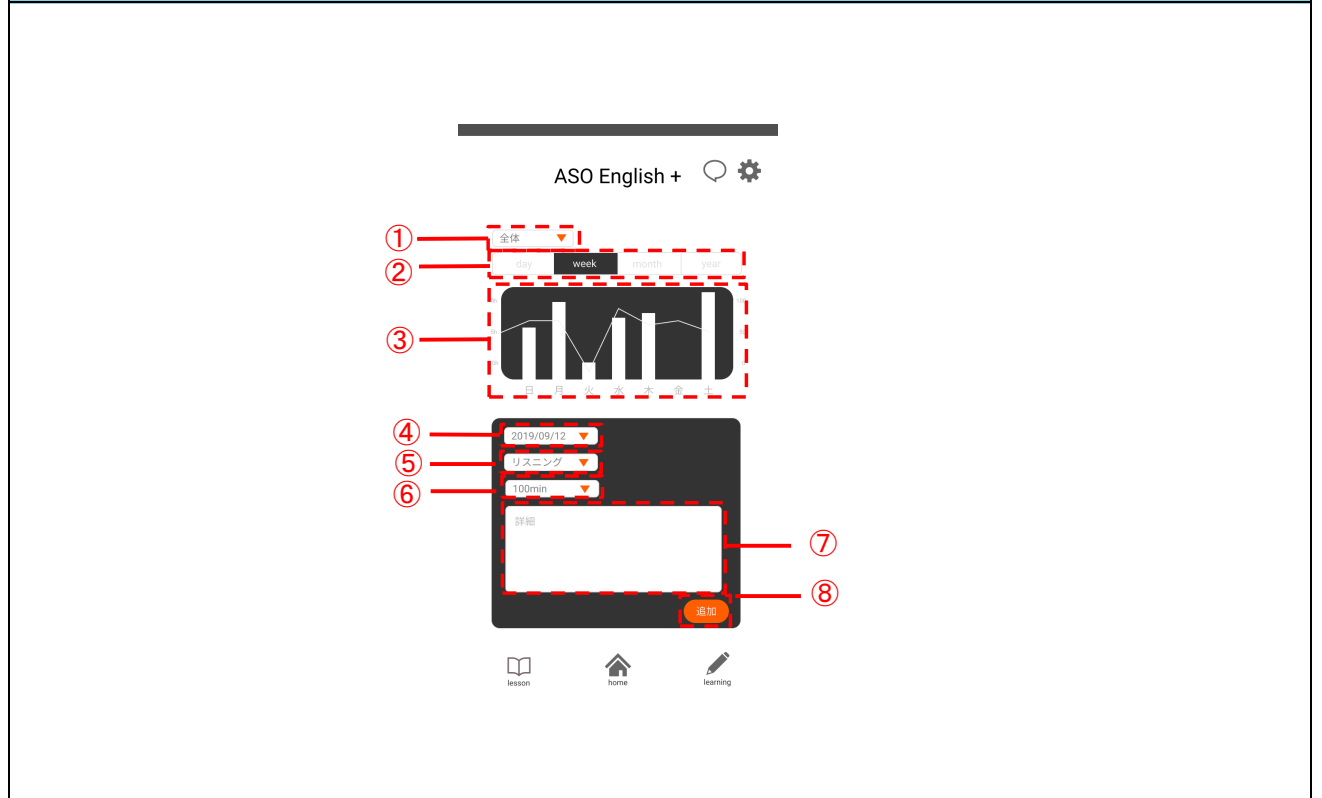 ASO English +
①
全体
②
day week month year
③
日 月 火 水 木 金 土
④
2019/09/12
⑤
リスニング
⑥
100min
詳細
⑦
⑧
追加
lesson home learning